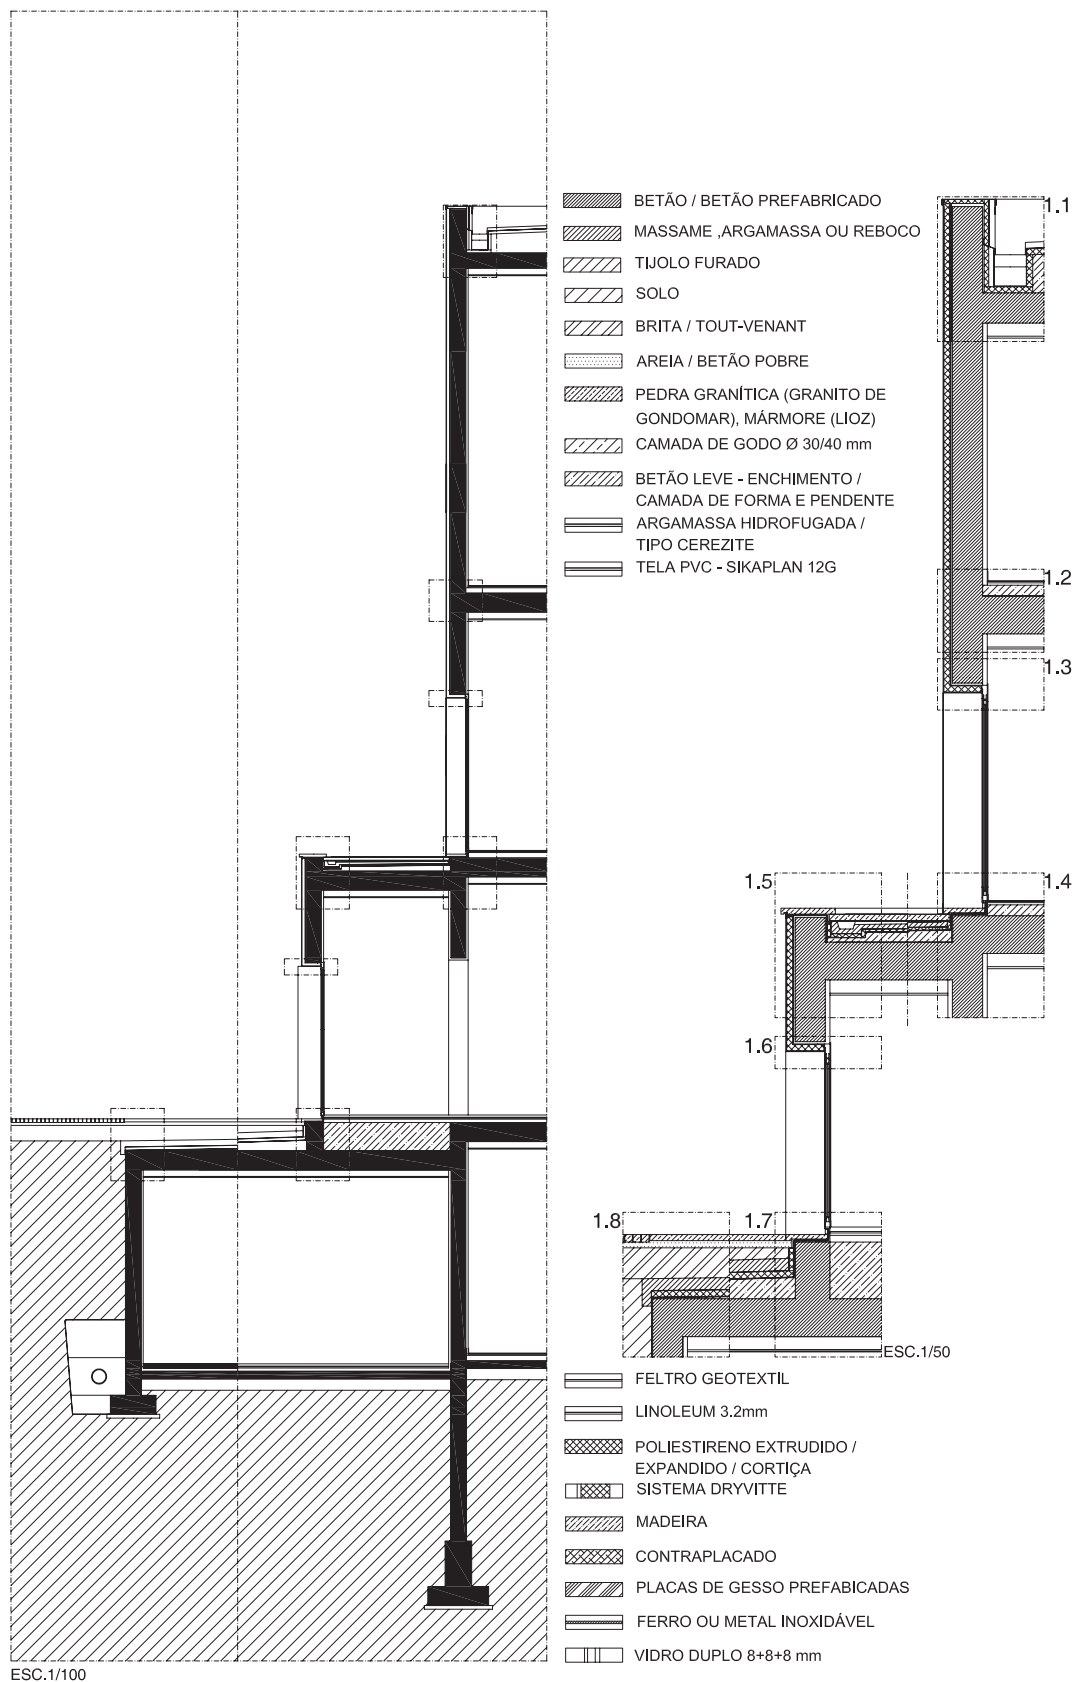 BETÃO / BETÃO PREFABRICADO
MASSAME ,ARGAMASSA OU REBOCO
TIJOLO FURADO
SOLO
BRITA / TOUT-VENANT
AREIA / BETÃO POBRE
PEDRA GRANÍTICA (GRANITO DE
GONDOMAR), MÁRMORE (LIOZ)
CAMADA DE GODO Ø 30/40 mm
BETÃO LEVE - ENCHIMENTO /
CAMADA DE FORMA E PENDENTE
ARGAMASSA HIDROFUGADA /
TIPO CEREZITE
TELA PVC - SIKAPLAN 12G
1.1
1.2
1.3
1.5
1.4
1.6
1.8
1.7
ESC.1/50
FELTRO GEOTEXTIL
LINOLEUM 3.2mm
POLIESTIRENO EXTRUDIDO /
EXPANDIDO / CORTIÇA
SISTEMA DRYVITTE
MADEIRA
CONTRAPLACADO
PLACAS DE GESSO PREFABICADAS
FERRO OU METAL INOXIDÁVEL
VIDRO DUPLO 8+8+8 mm
ESC.1/100